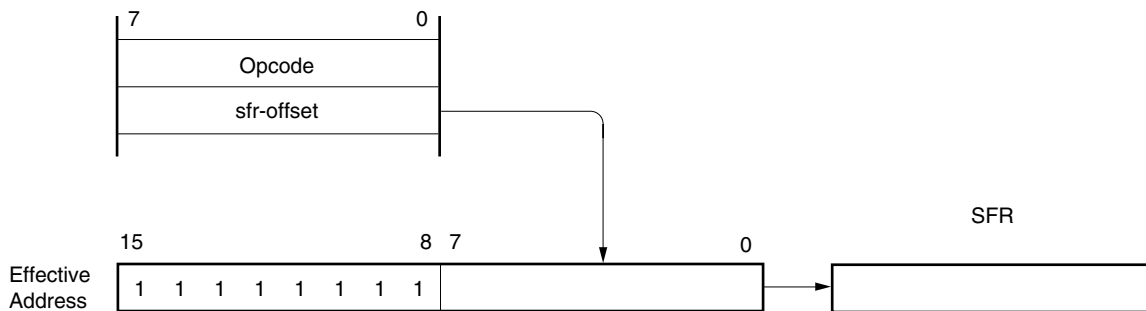 7 0
Opcode
sfr-offset
SFR
15 8 7 0
Effective
Address
1 1 1 1 1 1 1 1